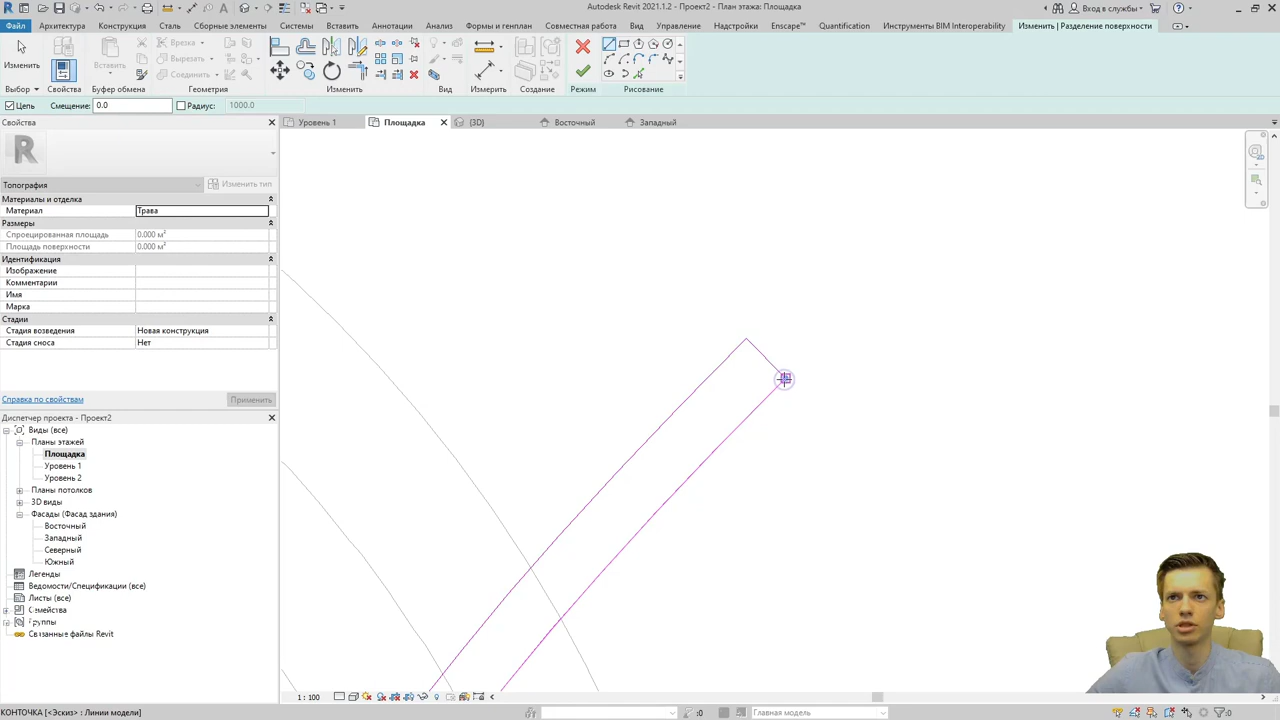 Autodesk Revit 2021.1.2 - Проект2 - План этажа: Площадка
Вход в службы
Файл Архитектура Конструкция Сталь Сборные элементы Системы Вставить Аннотации Анализ Формы и генплан Совместная работа Вид Управление Надстройки Enscape™ Quantification Инструменты BIM Interoperability Изменить | Разделение поверхности
Изменить
Вставить
Врезка
Вырезать
Соединить
Выбор Свойства Буфер обмена Геометрия Изменить Вид Измерить Создание Режим Рисование
Цепь Смещение: 0.0 Радиус: 1000.0
Свойства
Уровень 1 Площадка {3D} Восточный Западный
Топография Изменить тип
Материалы и отделка
Материал Трава
Размеры
Спроецированная площадь 0.000 м²
Площадь поверхности 0.000 м²
Идентификация
Изображение
Комментарии
Имя
Марка
Стадии
Стадия возведения Новая конструкция
Стадия сноса Нет
Справка по свойствам Применить
Диспетчер проекта - Проект2
Виды (все)
Планы этажей
Площадка
Уровень 1
Уровень 2
Планы потолков
3D виды
Фасады (Фасад здания)
Восточный
Западный
Северный
Южный
Легенды
Ведомости/Спецификации (все)
Листы (все)
Семейства
Группы
Связанные файлы Revit
1 : 100
КОНТОЧКА [<Эскиз> : Линии модели] :0 Главная модель :0